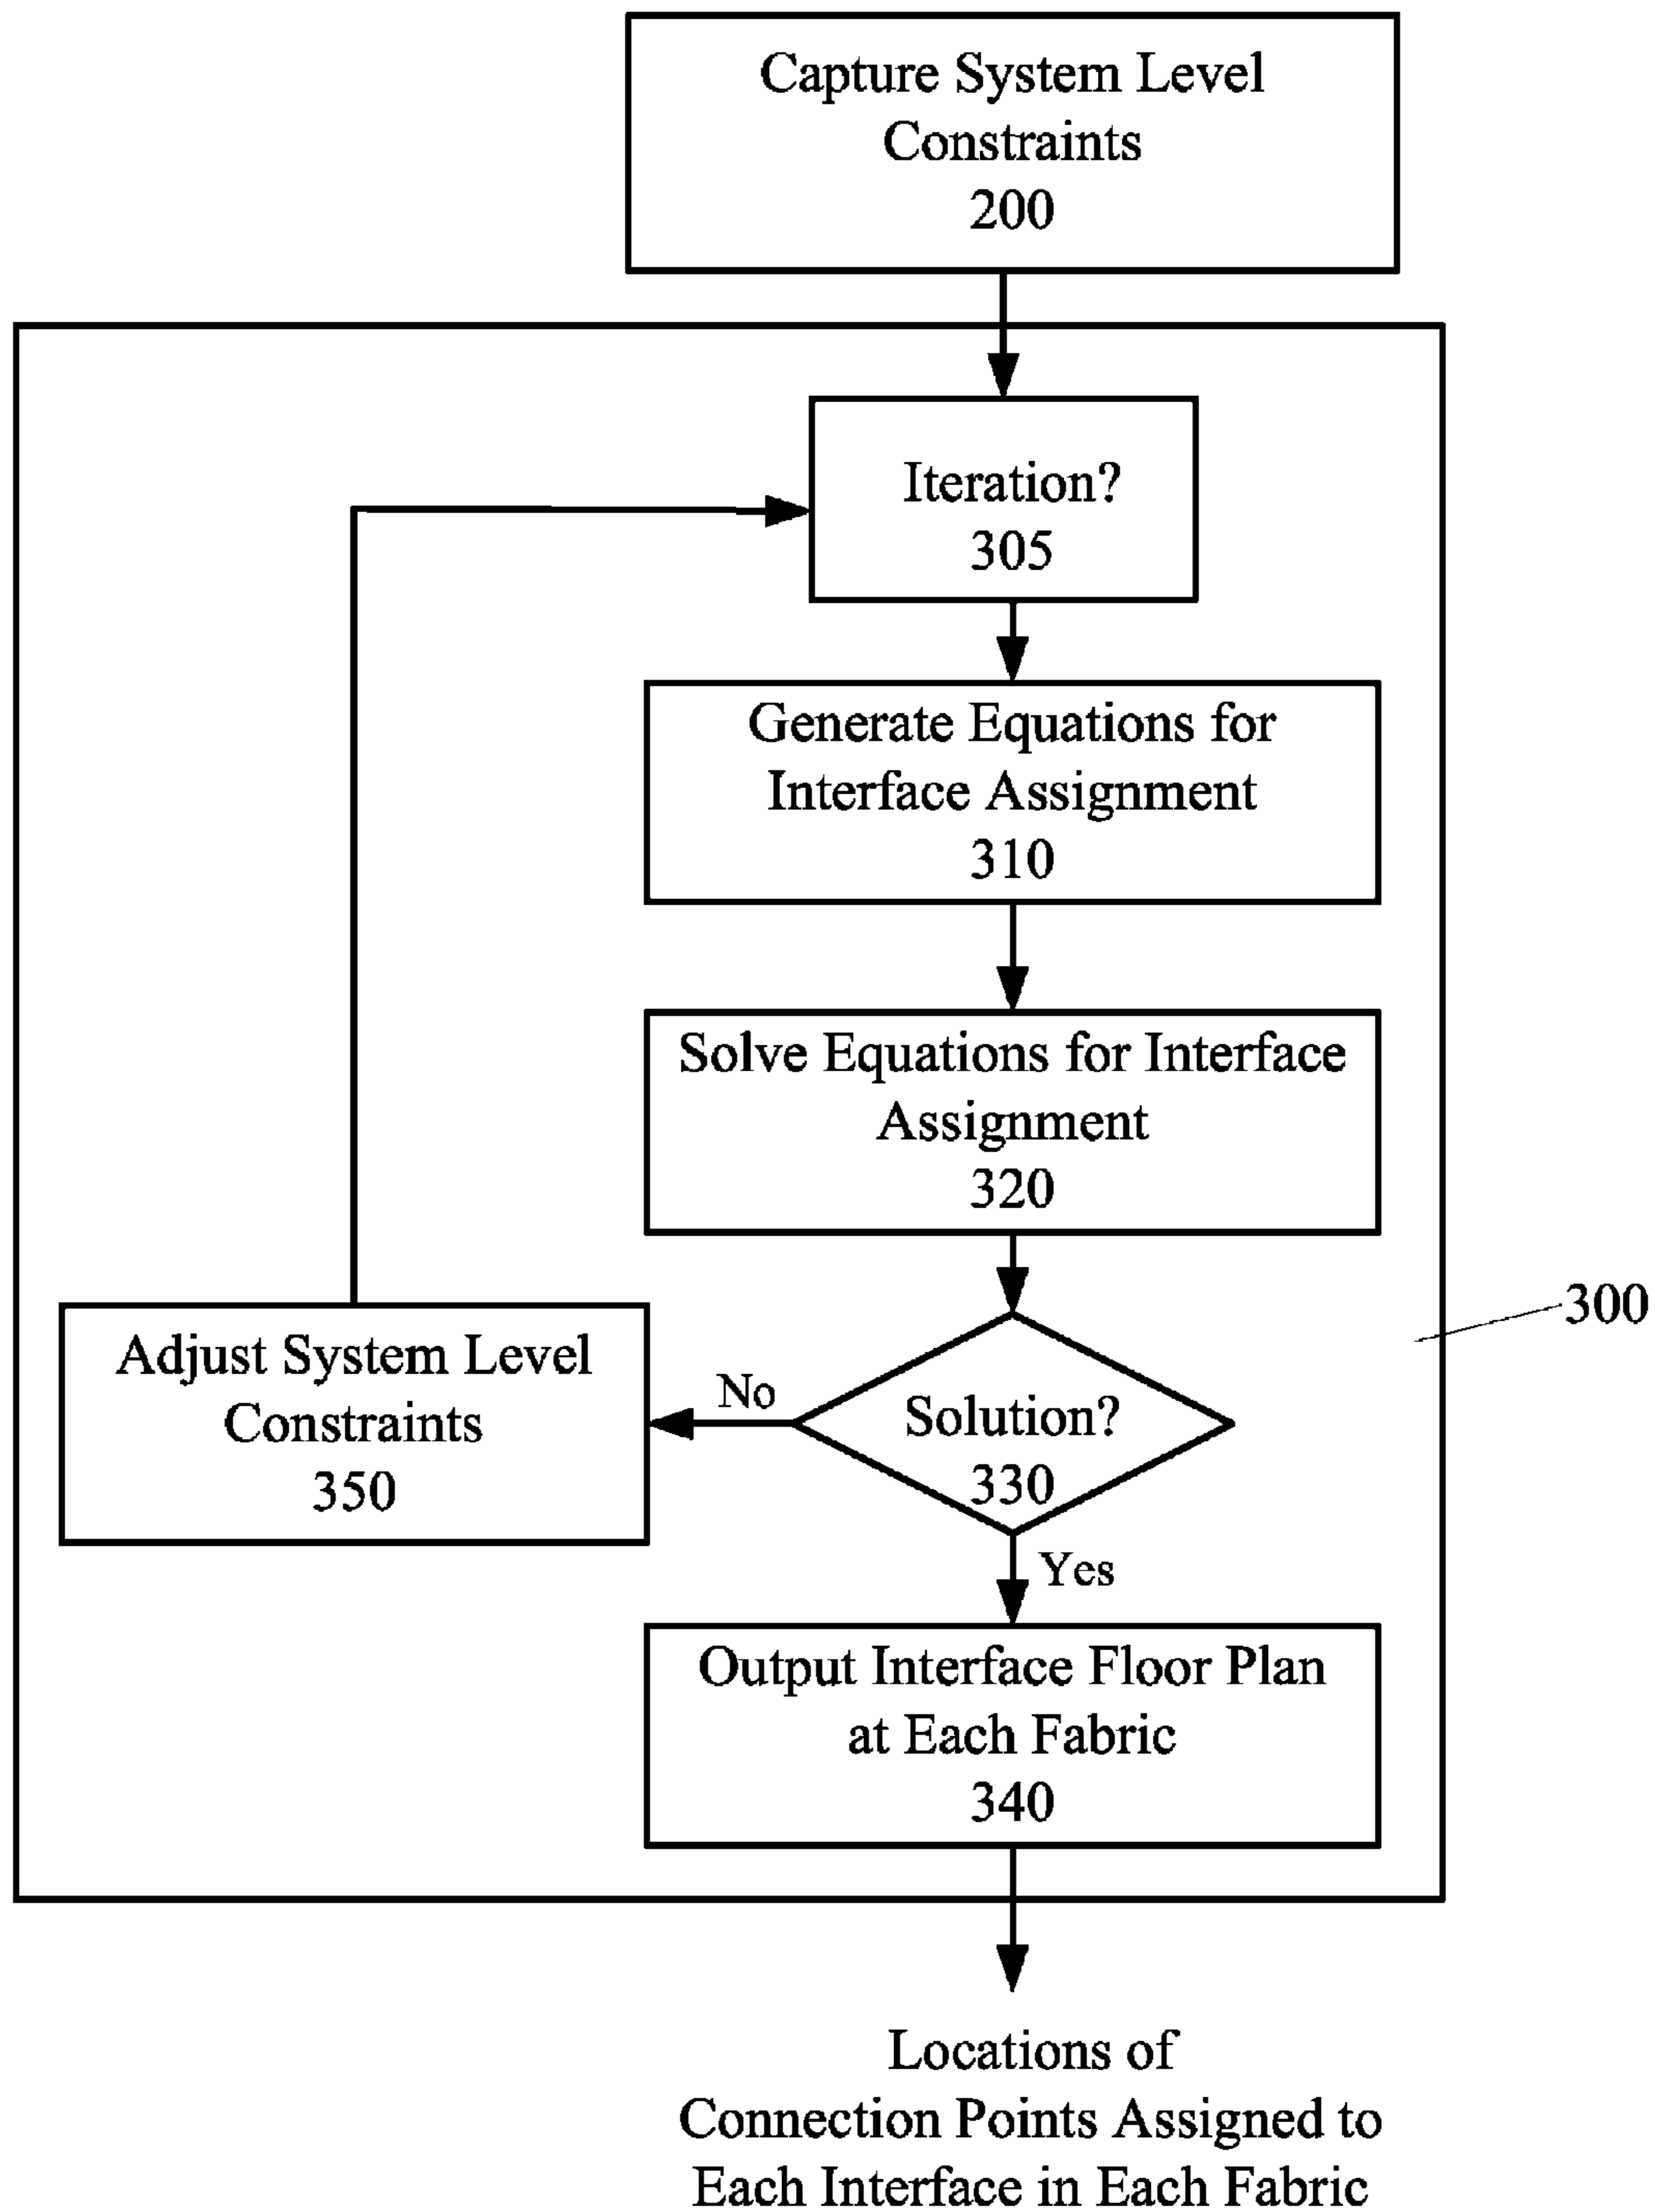 Capture System Level
Constraints
200
Iteration?
305
Generate Equations for
Interface Assignment
310
Solve Equations for Interface
Assignment
320
300
Adjust System Level
Constraints
350
No
Solution?
330
Yes
Output Interface Floor Plan
at Each Fabric
340
Locations of
Connection Points Assigned to
Each Interface in Each Fabric